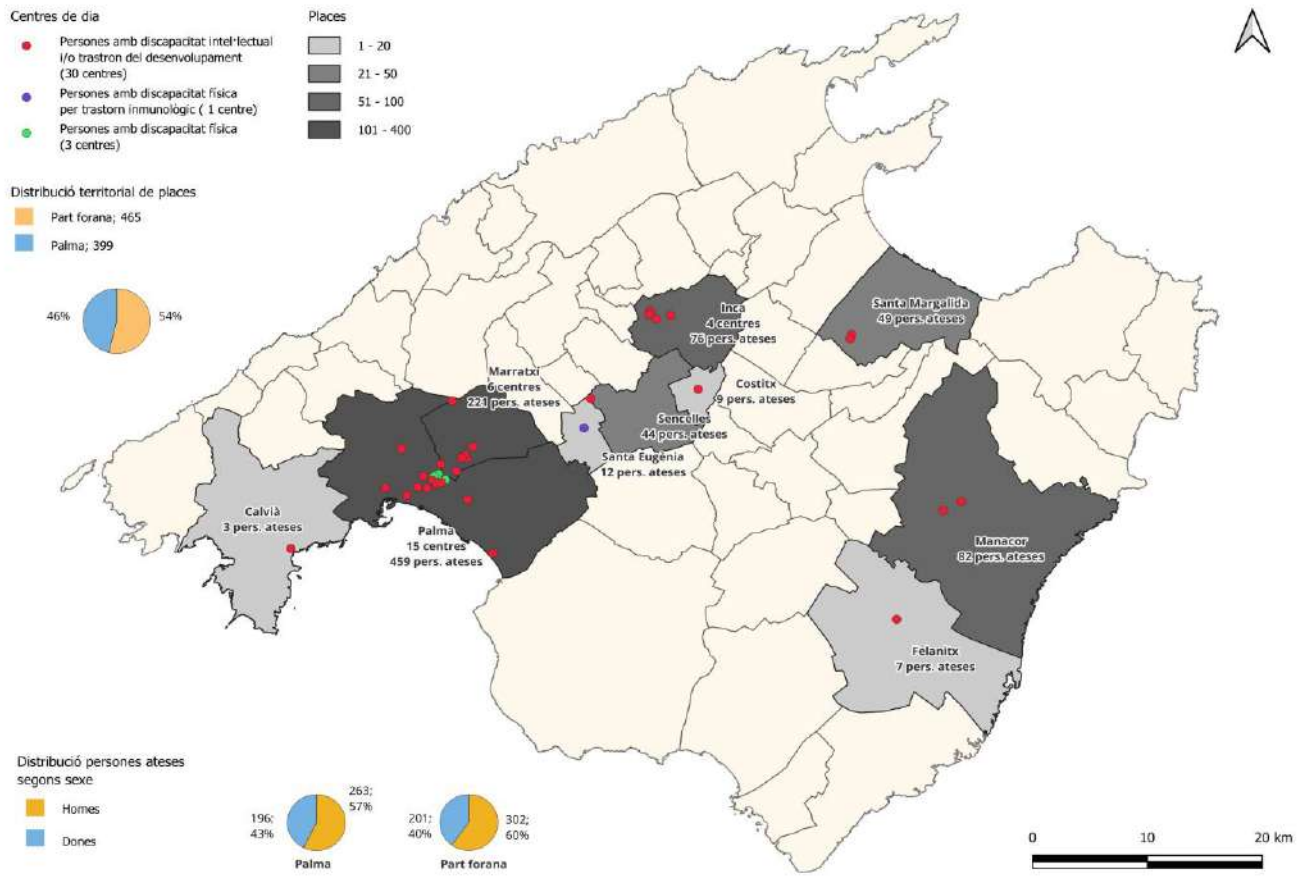 Centres de dia
Persones amb discapacitat intel·lectual
i/o trastron del desenvolupament
(30 centres)
Persones amb discapacitat física
per trastorn inmunològic ( 1 centre)
Persones amb discapacitat física
(3 centres)
Places
1 - 20
21 - 50
51 - 100
101 - 400
Distribució territorial de places
Part forana; 465
Palma; 399
46%
54%
Inca
4 centres
76 pers. ateses
Santa Margalida
49 pers. ateses
Marratxi
6 centres
221 pers. ateses
Costitx
9 pers. ateses
Sencelles
44 pers. ateses
Santa Eugènia
12 pers. ateses
Calvià
3 pers. ateses
Palma
15 centres
459 pers. ateses
Manacor
82 pers. ateses
Felanitx
7 pers. ateses
Distribució persones ateses
segons sexe
Homes
Dones
263;
57%
196;
43%
Palma
201;
40%
302;
60%
Part forana
0 10 20 km